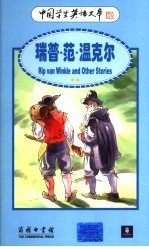 中国学生英语文库
瑞普·范·温克尔
Rip van Winkle and Other Stories
商务印书馆
THE COMMERCIAL PRESS